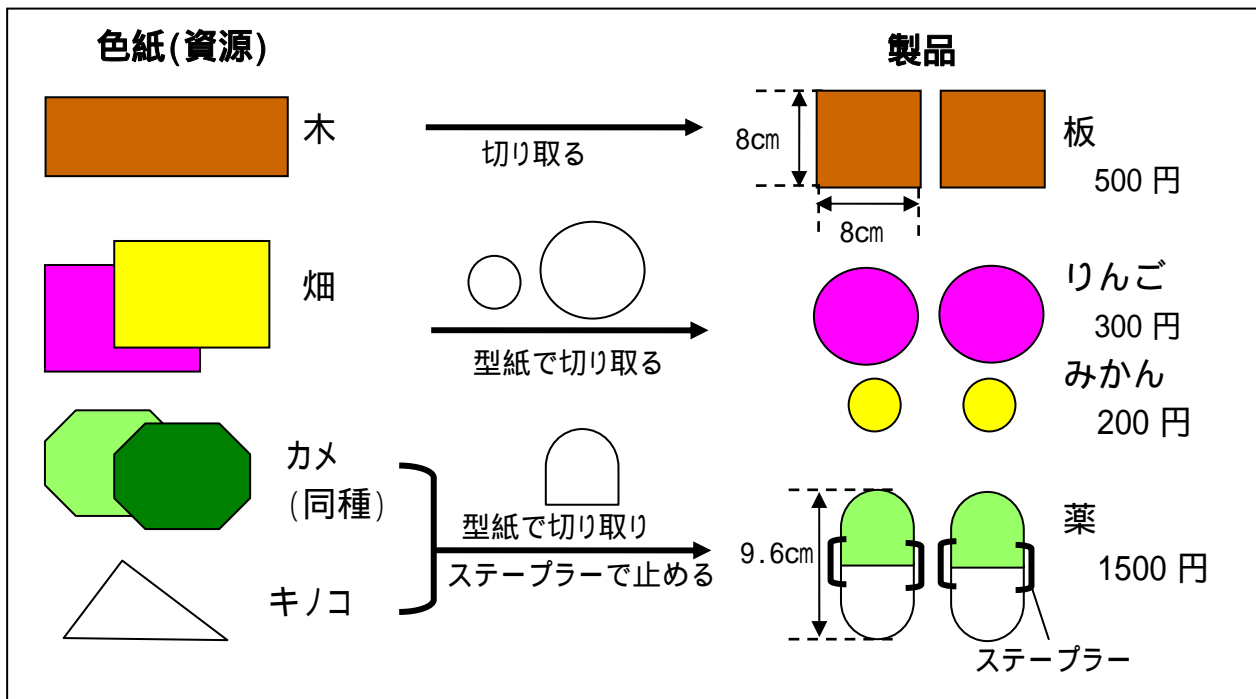 色紙(資源)
製品
木
切り取る
8㎝
8㎝
板
500 円
畑
型紙で切り取る
りんご
300 円
みかん
200 円
カメ
(同種)
キノコ
型紙で切り取り
ステープラーで止める
9.6㎝
薬
1500 円
ステープラー